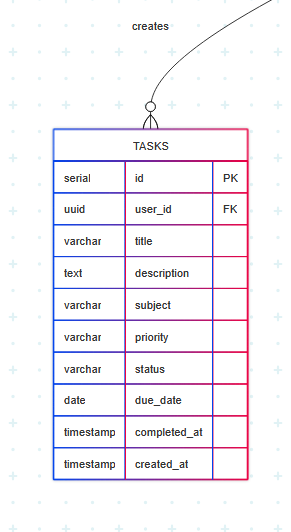 creates
TASKS
serial id PK
uuid user_id FK
varchar title
text description
varchar subject
varchar priority
varchar status
date due_date
timestamp completed_at
timestamp created_at